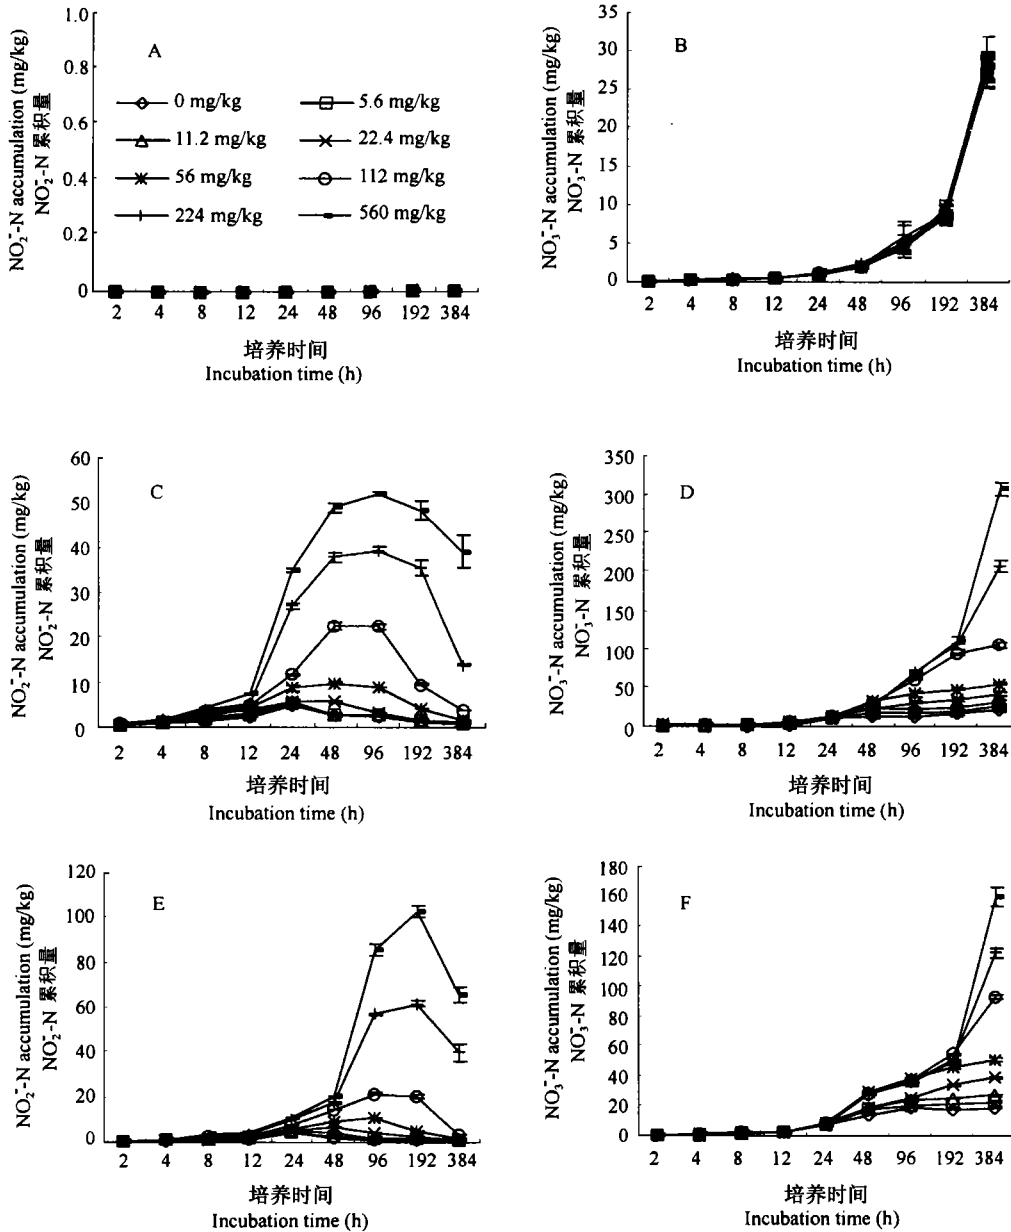 NO₂⁻-N accumulation (mg/kg)
NO₂⁻-N 累积量
1.0
0.8
0.6
0.4
0.2
0
A
0 mg/kg
5.6 mg/kg
11.2 mg/kg
22.4 mg/kg
56 mg/kg
112 mg/kg
224 mg/kg
560 mg/kg
2 4 8 12 24 48 96 192 384
培养时间
Incubation time (h)
NO₃⁻-N accumulation (mg/kg)
NO₃⁻-N 累积量
35
30
25
20
15
10
5
0
B
2 4 8 12 24 48 96 192 384
培养时间
Incubation time (h)
NO₂⁻-N accumulation (mg/kg)
NO₂⁻-N 累积量
60
50
40
30
20
10
0
C
2 4 8 12 24 48 96 192 384
培养时间
Incubation time (h)
NO₃⁻-N accumulation (mg/kg)
NO₃⁻-N 累积量
350
300
250
200
150
100
50
0
D
2 4 8 12 24 48 96 192 384
培养时间
Incubation time (h)
NO₂⁻-N accumulation (mg/kg)
NO₂⁻-N 累积量
120
100
80
60
40
20
0
E
2 4 8 12 24 48 96 192 384
培养时间
Incubation time (h)
NO₃⁻-N accumulation (mg/kg)
NO₃⁻-N 累积量
180
160
140
120
100
80
60
40
20
0
F
2 4 8 12 24 48 96 192 384
培养时间
Incubation time (h)